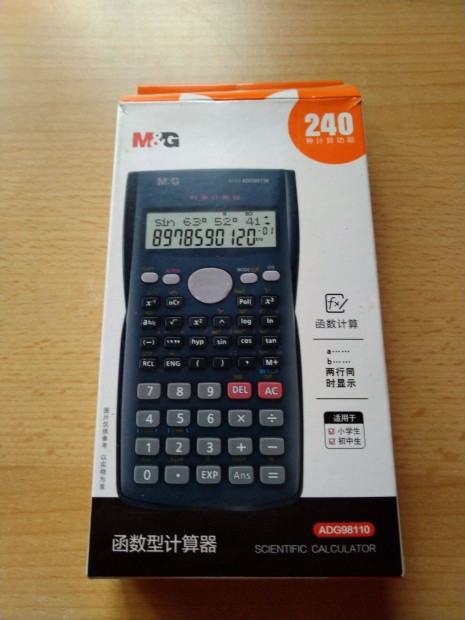 240
种计算功能
M&G
M&G
ADG98110
sin 63° 52° 41
8978590120-01
x⁻¹ nCr Pol( x³
√ x² ^ log ln
(−) hyp sin cos tan
RCL ENG ( ) , M+
7 8 9 DEL AC
4 5 6 × ÷
1 2 3 + −
0 • EXP Ans =
f(x)
函数计算
a……
b……
两行同
时显示
适用于
小学生
初中生
图片仅供参考，以实物为准
ADG98110
函数型计算器
SCIENTIFIC CALCULATOR